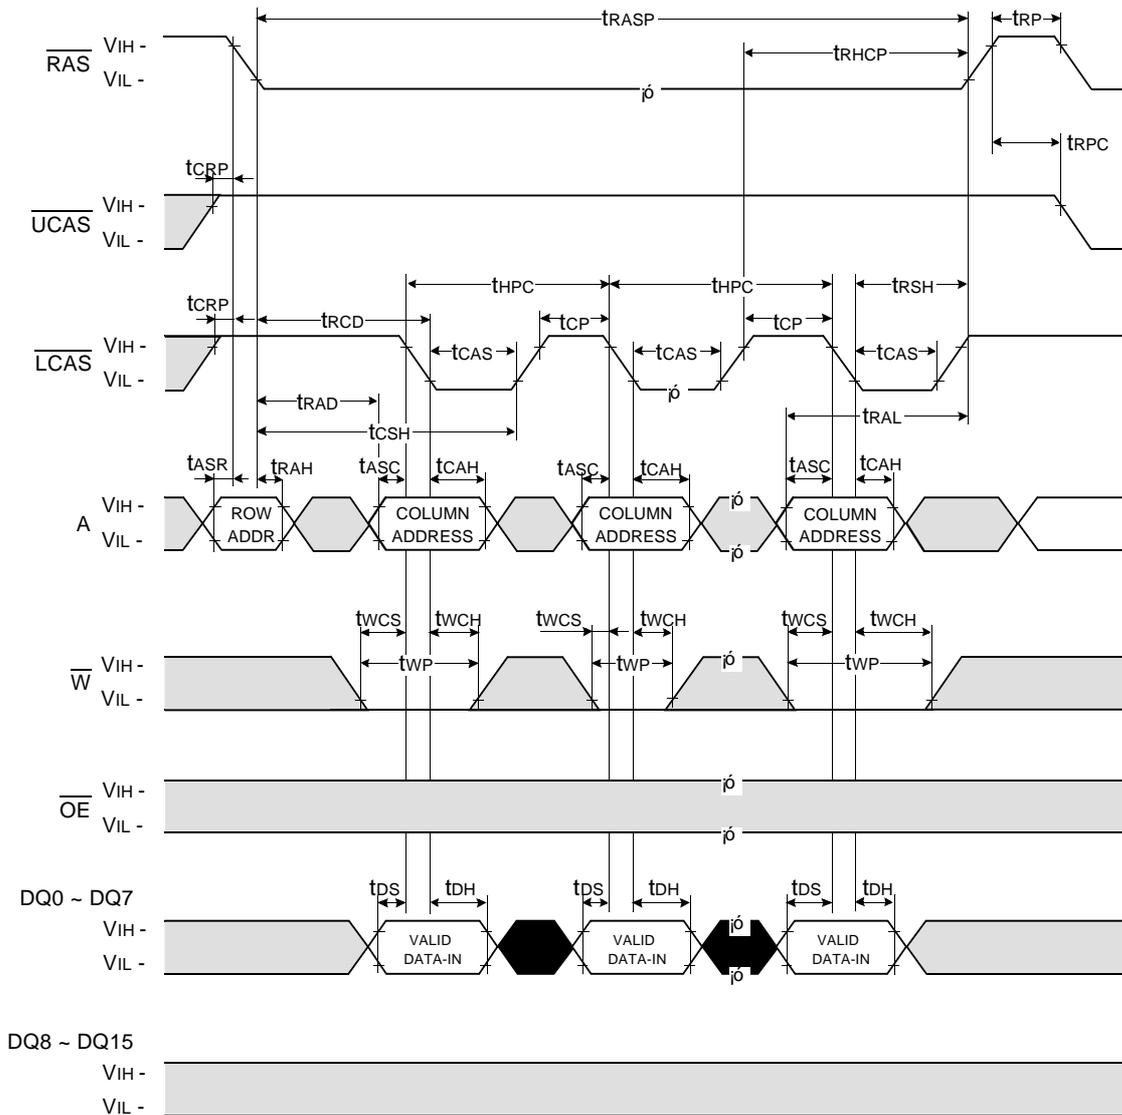 tRASP
tRP
RAS
VIH -
VIL -
tRHCP
¡ó
tRPC
tCRP
UCAS
VIH -
VIL -
tHPC
tHPC
tRSH
tCRP
tRCD
tCP
tCP
LCAS
VIH -
VIL -
tCAS
tCAS
tCAS
¡ó
tRAD
tCSH
tRAL
tASR
tRAH
tASC
tCAH
tASC
tCAH
tASC
tCAH
A
VIH -
VIL -
ROW
ADDR
COLUMN
ADDRESS
COLUMN
ADDRESS
¡ó
¡ó
COLUMN
ADDRESS
tWCS
tWCH
tWCS
tWCH
tWCS
tWCH
W
VIH -
VIL -
tWP
tWP
¡ó
tWP
OE
VIH -
VIL -
¡ó
¡ó
DQ0 ~ DQ7
tDS
tDH
tDS
tDH
tDS
tDH
VIH -
VIL -
VALID
DATA-IN
VALID
DATA-IN
¡ó
¡ó
VALID
DATA-IN
DQ8 ~ DQ15
VIH -
VIL -